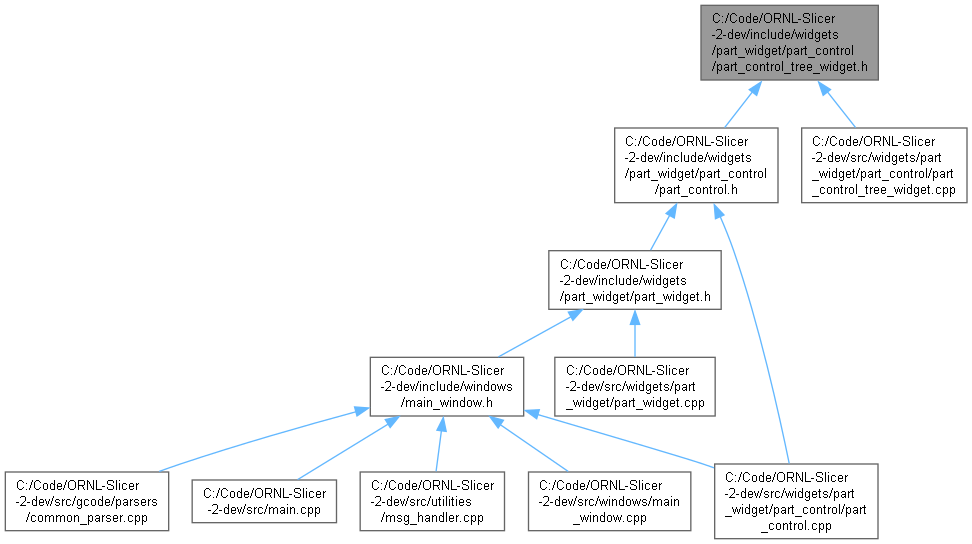 C:/Code/ORNL-Slicer
-2-dev/include/widgets
/part_widget/part_control
/part_control_tree_widget.h
C:/Code/ORNL-Slicer
-2-dev/include/widgets
/part_widget/part_control
/part_control.h
C:/Code/ORNL-Slicer
-2-dev/src/widgets/part
_widget/part_control/part
_control_tree_widget.cpp
C:/Code/ORNL-Slicer
-2-dev/include/widgets
/part_widget/part_widget.h
C:/Code/ORNL-Slicer
-2-dev/include/windows
/main_window.h
C:/Code/ORNL-Slicer
-2-dev/src/widgets/part
_widget/part_widget.cpp
C:/Code/ORNL-Slicer
-2-dev/src/gcode/parsers
/common_parser.cpp
C:/Code/ORNL-Slicer
-2-dev/src/main.cpp
C:/Code/ORNL-Slicer
-2-dev/src/utilities
/msg_handler.cpp
C:/Code/ORNL-Slicer
-2-dev/src/windows/main
_window.cpp
C:/Code/ORNL-Slicer
-2-dev/src/widgets/part
_widget/part_control/part
_control.cpp